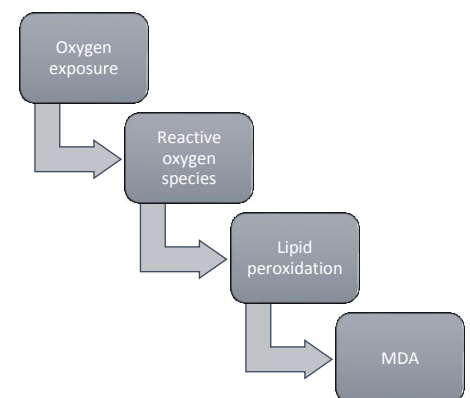 Oxygen
exposure
Reactive
oxygen
species
Lipid
peroxidation
MDA